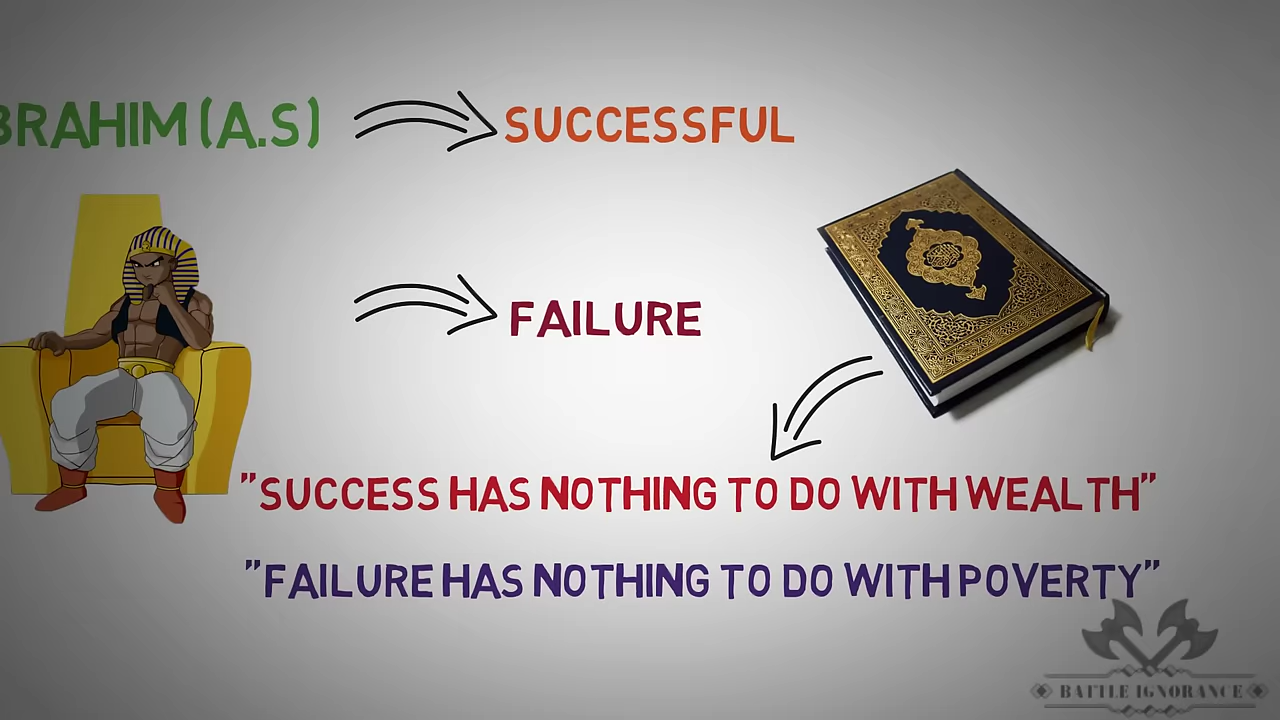 BRAHIM (A.S)
SUCCESSFUL
FAILURE
"SUCCESS HAS NOTHING TO DO WITH WEALTH"
"FAILURE HAS NOTHING TO DO WITH POVERTY"
BATTLE IGNORANCE